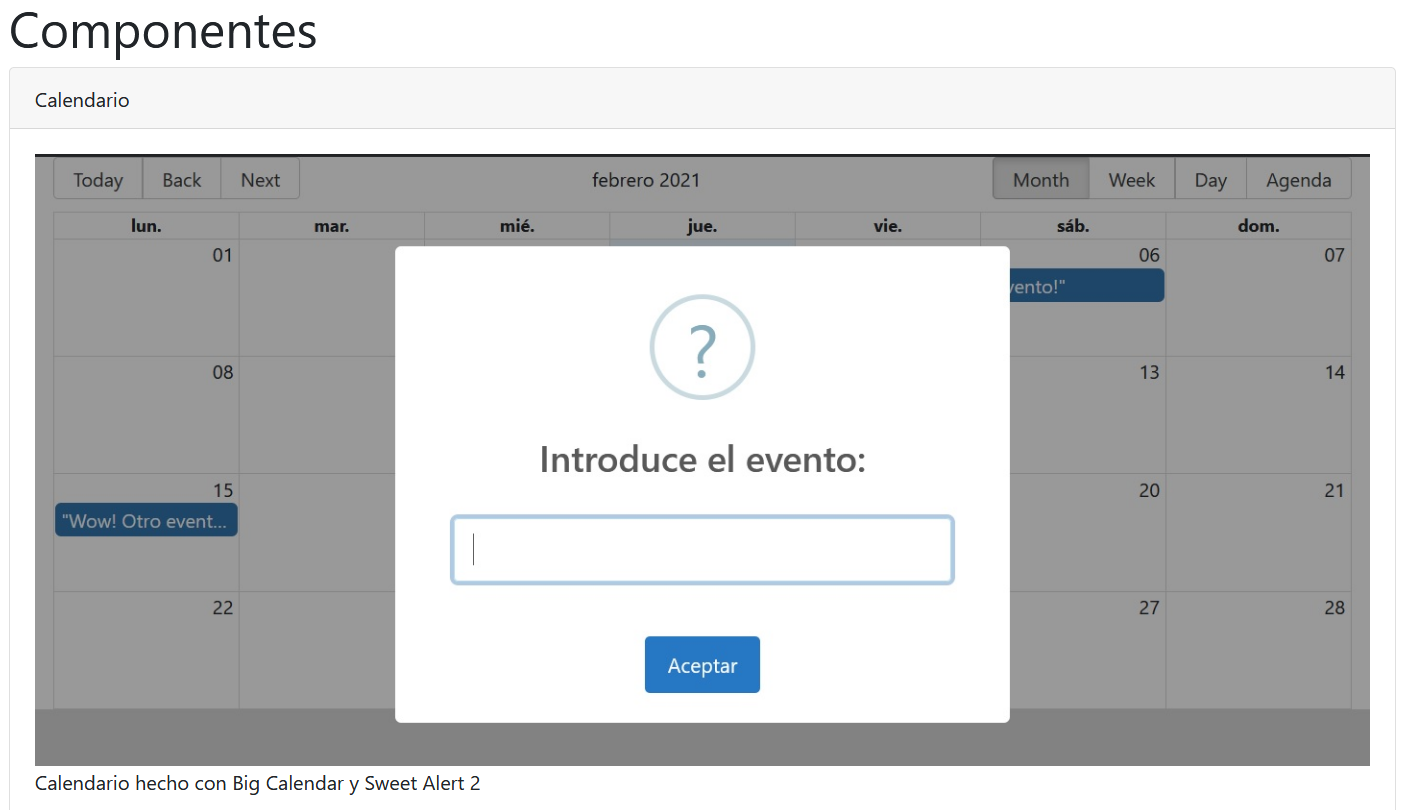 Componentes
Calendario
Today Back Next febrero 2021 Month Week Day Agenda
lun. mar. mié. jue. vie. sáb. dom.
01 06 07
vento!"
?
08 13 14
Introduce el evento:
15 20 21
"Wow! Otro event...
22 27 28
Aceptar
Calendario hecho con Big Calendar y Sweet Alert 2